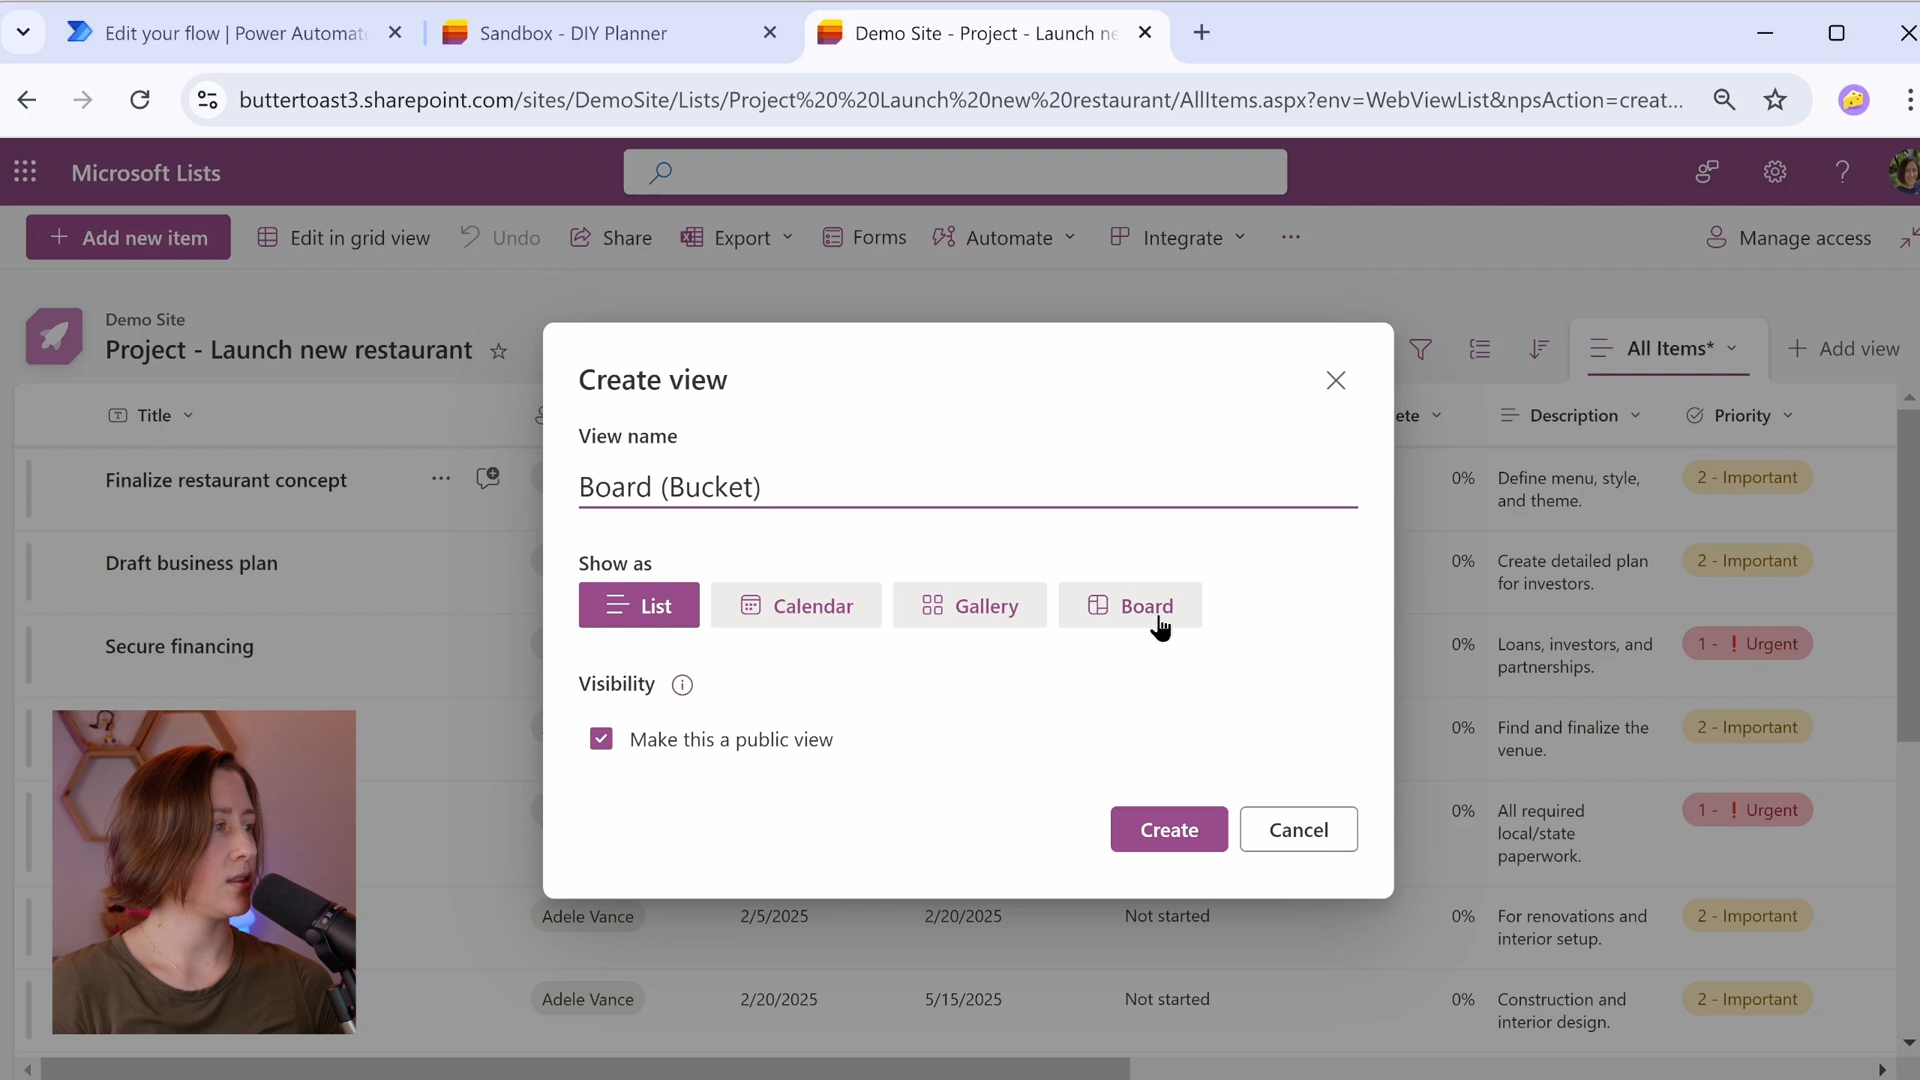 Edit your flow | Power Automate
Sandbox - DIY Planner
Demo Site - Project - Launch ne
buttertoast3.sharepoint.com/sites/DemoSite/Lists/Project%20%20Launch%20new%20restaurant/AllItems.aspx?env=WebViewList&npsAction=creat...
Microsoft Lists
Add new item
Edit in grid view
Undo
Share
Export
Forms
Automate
Integrate
Manage access
Demo Site
Project - Launch new restaurant
All Items*
Add view
Title
ete
Description
Priority
Finalize restaurant concept
0%
Define menu, style,
and theme.
2 - Important
Draft business plan
0%
Create detailed plan
for investors.
2 - Important
Secure financing
0%
Loans, investors, and
partnerships.
1 - ❗ Urgent
0%
Find and finalize the
venue.
2 - Important
0%
All required
local/state
paperwork.
1 - ❗ Urgent
Adele Vance
2/5/2025
2/20/2025
Not started
0%
For renovations and
interior setup.
2 - Important
Adele Vance
2/20/2025
5/15/2025
Not started
0%
Construction and
interior design.
2 - Important
Create view
View name
Board (Bucket)
Show as
List
Calendar
Gallery
Board
Visibility
Make this a public view
Create
Cancel